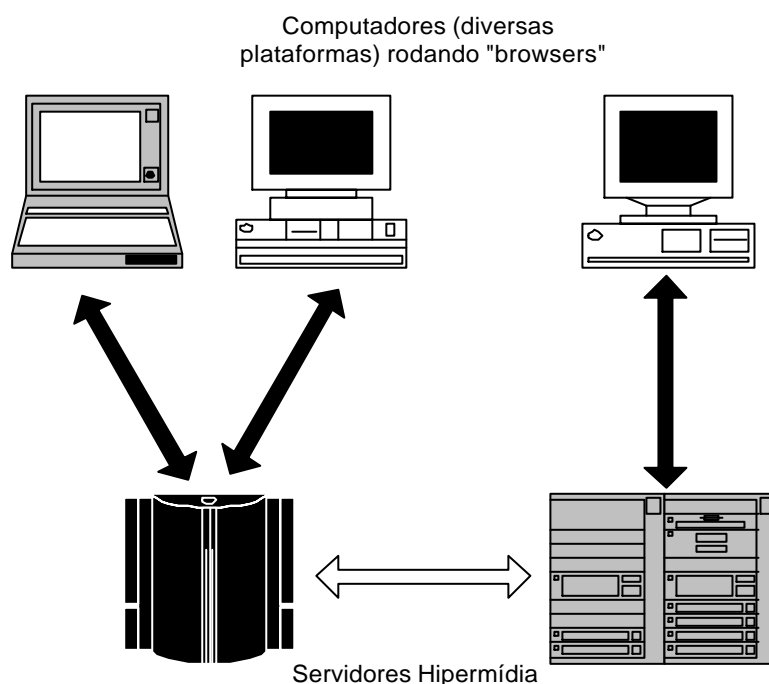 Computadores (diversas
plataformas) rodando "browsers"
Servidores Hipermídia